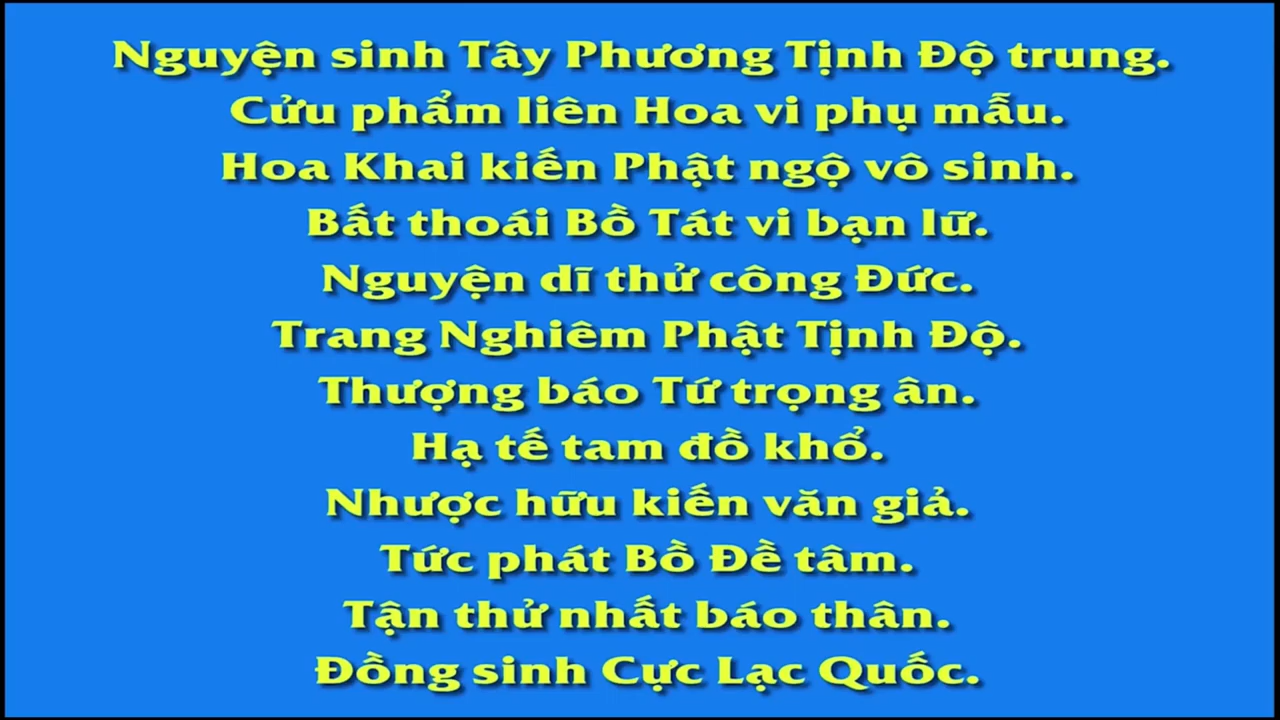 Nguyện sinh Tây Phương Tịnh Độ trung.
Cửu phẩm liên Hoa vi phụ mẫu.
Hoa Khai kiến Phật ngộ vô sinh.
Bất thoái Bồ Tát vi bạn lữ.
Nguyện dĩ thử công Đức.
Trang Nghiêm Phật Tịnh Độ.
Thượng báo Tứ trọng ân.
Hạ tế tam đồ khổ.
Nhược hữu kiến văn giả.
Tức phát Bồ Đề tâm.
Tận thử nhất báo thân.
Đồng sinh Cực Lạc Quốc.